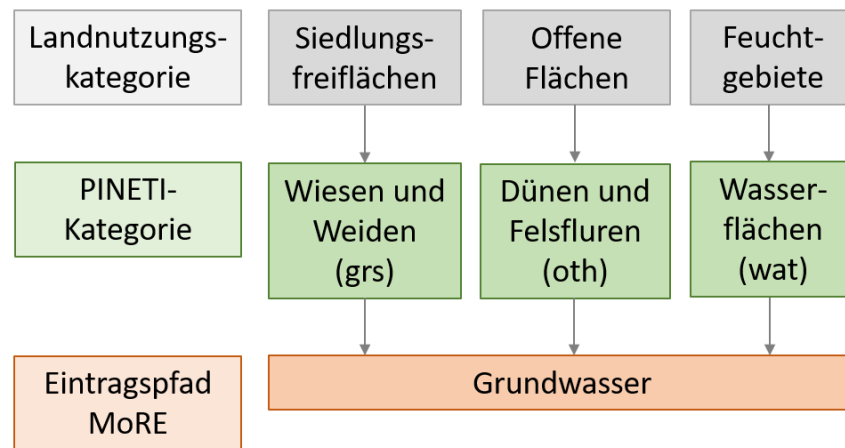 Landnutzungs-
kategorie
Siedlungs-
freiflächen
Offene
Flächen
Feucht-
gebiete
PINETI-
Kategorie
Wiesen und
Weiden
(grs)
Dünen und
Felsfluren
(oth)
Wasser-
flächen
(wat)
Eintragspfad
MoRE
Grundwasser